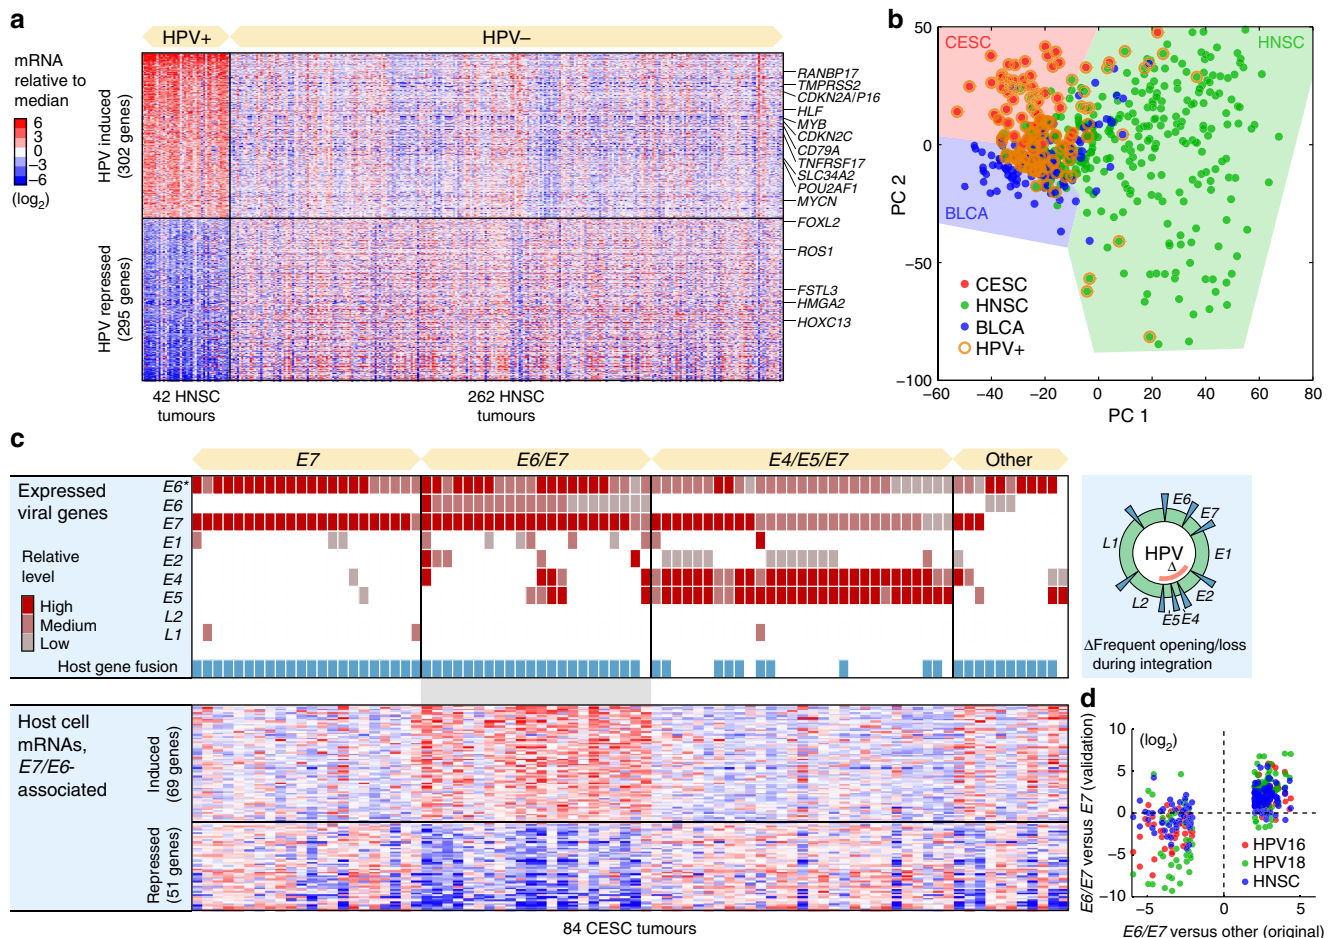 a
HPV+
HPV–
mRNA
relative to
median
6
3
0
–3
–6
(log2)
HPV induced
(302 genes)
HPV repressed
(295 genes)
RANBP17
TMPRSS2
CDKN2A/P16
HLF
MYB
CDKN2C
CD79A
TNFRSF17
SLC34A2
POU2AF1
MYCN
FOXL2
ROS1
FSTL3
HMGA2
HOXC13
42 HNSC
tumours
262 HNSC
tumours
b
50
0
−50
−100
PC 2
CESC
HNSC
BLCA
CESC
HNSC
BLCA
HPV+
−60
−40
−20
0
20
40
60
80
PC 1
c
E7
E6/E7
E4/E5/E7
Other
Expressed
viral genes
Relative
level
High
Medium
Low
E6*
E6
E7
E1
E2
E4
E5
L2
L1
Host gene fusion
E6
E7
E1
E2
E4
E5
L2
L1
HPV
Δ
ΔFrequent opening/loss
during integration
Host cell
mRNAs,
E7/E6-
associated
Induced
(69 genes)
Repressed
(51 genes)
84 CESC tumours
d
E6/E7 versus E7 (validation)
10
5
0
−5
−10
(log2)
HPV16
HPV18
HNSC
−5
0
5
E6/E7 versus other (original)